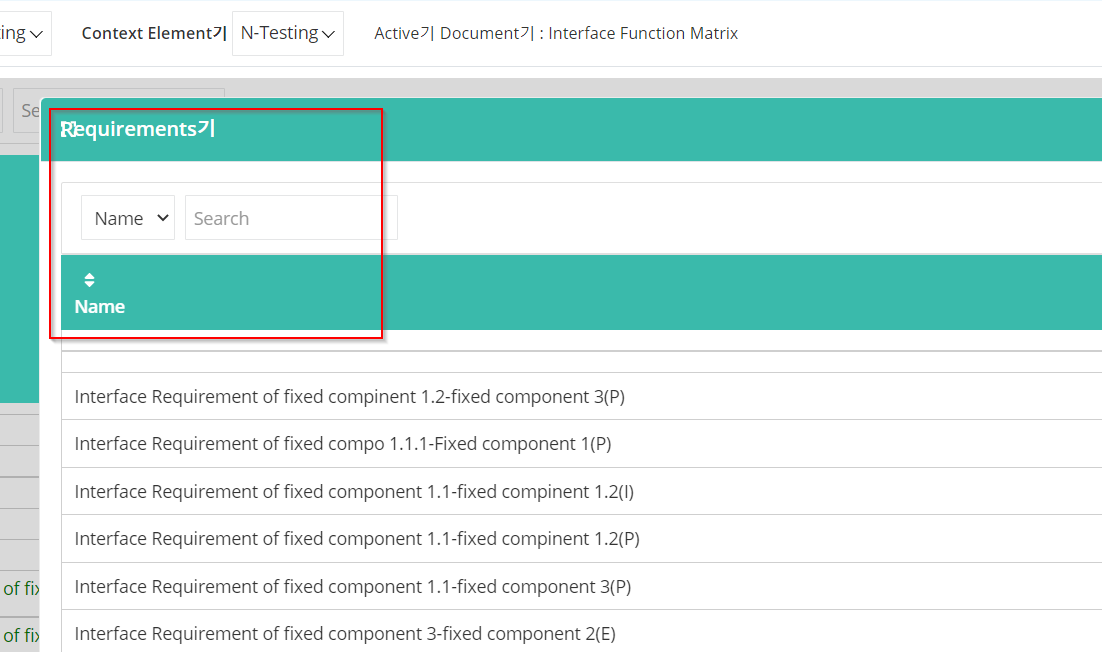 ing Context Element기 N-Testing Active기 Document기 : Interface Function Matrix
Se
Requirements기
Name Search
Name
Interface Requirement of fixed compinent 1.2-fixed component 3(P)
Interface Requirement of fixed compo 1.1.1-Fixed component 1(P)
Interface Requirement of fixed component 1.1-fixed compinent 1.2(I)
Interface Requirement of fixed component 1.1-fixed compinent 1.2(P)
of fix Interface Requirement of fixed component 1.1-fixed component 3(P)
of fix Interface Requirement of fixed component 3-fixed component 2(E)